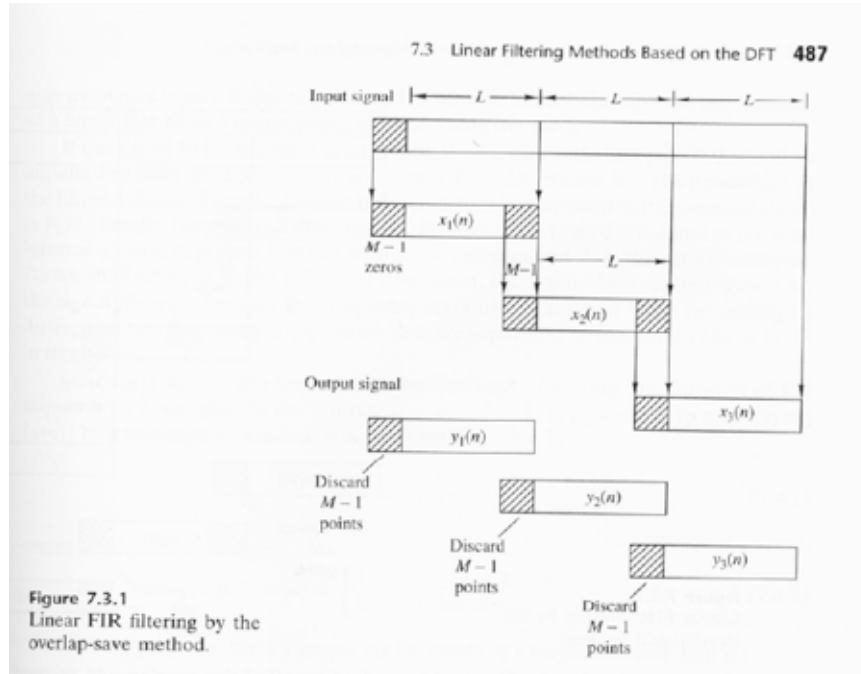 7.3 Linear Filtering Methods Based on the DFT 487
Input signal L L L
x₁(n)
M – 1
zeros
M–1
L
x₂(n)
Output signal
x₃(n)
y₁(n)
Discard
M – 1
points
y₂(n)
Discard
M – 1
points
y₃(n)
Discard
M – 1
points
Figure 7.3.1
Linear FIR filtering by the
overlap-save method.